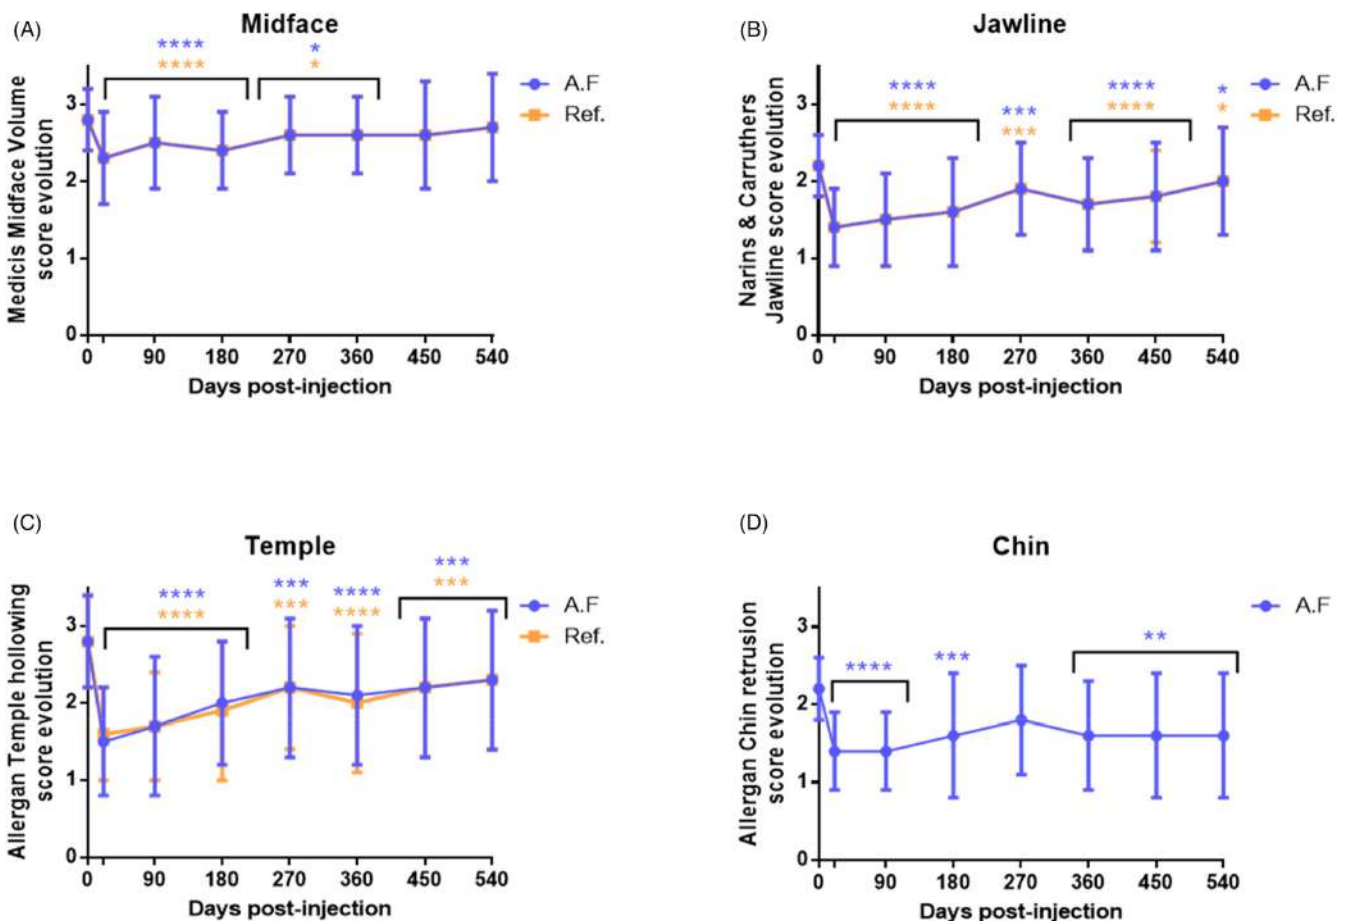 (A)
Midface
****
****
*
*
A.F
Ref.
Medicis Midface Volume
score evolution
3
2
1
0
0 90 180 270 360 450 540
Days post-injection
(B)
Jawline
****
****
***
***
****
****
*
*
A.F
Ref.
Narins & Carruthers
Jawline score evolution
3
2
1
0
0 90 180 270 360 450 540
Days post-injection
(C)
Temple
****
****
***
***
****
****
***
***
A.F
Ref.
Allergan Temple hollowing
score evolution
3
2
1
0
0 90 180 270 360 450 540
Days post-injection
(D)
Chin
****
***
**
A.F
Allergan Chin retrusion
score evolution
3
2
1
0
0 90 180 270 360 450 540
Days post-injection